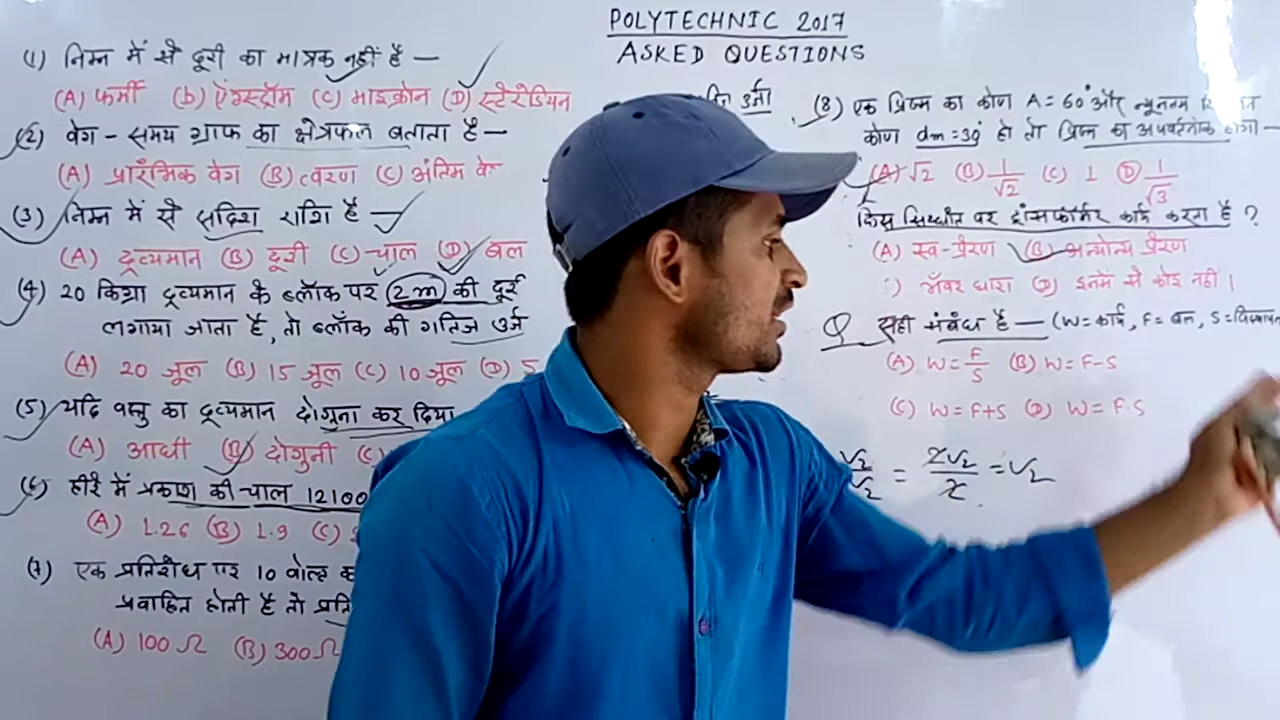 POLYTECHNIC 2017
ASKED QUESTIONS
(1) निम्न में से दूरी का मात्रक नहीं है —
(A) फर्मी (b) ऐंगस्ट्रॉम (C) माइक्रोन (D) स्टेरेडियन
(2) वेग - समय ग्राफ का क्षेत्रफल बताता है —
(A) प्रारंभिक वेग (B) त्वरण (C) अंतिम
(3) निम्न में से सदिश राशि है —
(A) द्रव्यमान (B) दूरी (C) चाल (D) बल
(4) 20 किग्रा द्रव्यमान के ब्लॉक पर 2m की
लगाया जाता है, तो ब्लॉक की गतिज
(A) 20 जूल (B) 15 जूल (C) 10 जूल (D) 5
(5) यदि वस्तु का द्रव्यमान दोगुना कर दिया
(A) आधी (B) दोगुनी (C)
(6) हीरे में प्रकाश की चाल 12100
(A) 1.26 (B) 1.9 (C)
(7) एक प्रतिरोध पर 10 वोल्ट
प्रवाहित होती है तो
(A) 100 Ω (B) 300 Ω
(8) एक प्रिज्म का कोण A = 60° और न्यूनतम
कोण dm = 30° हो तो प्रिज्म का अपवर्तनांक होगा —
(A) √2 (B) 1/√2 (C) 1 (D) 1/√3
किस सिध्दांत पर ट्रांसफॉर्मर कार्य करता है ?
(A) स्व-प्रेरण (B) अन्योन्य प्रेरण
) भँवर धारा (D) इनमें से कोई नहीं।
Q सही संबंध है — (W = कार्य, F = बल, S =
(A) W = F/S (B) W = F-S
(C) W = F+S (D) W = F.S
= 2√2/2 = √2